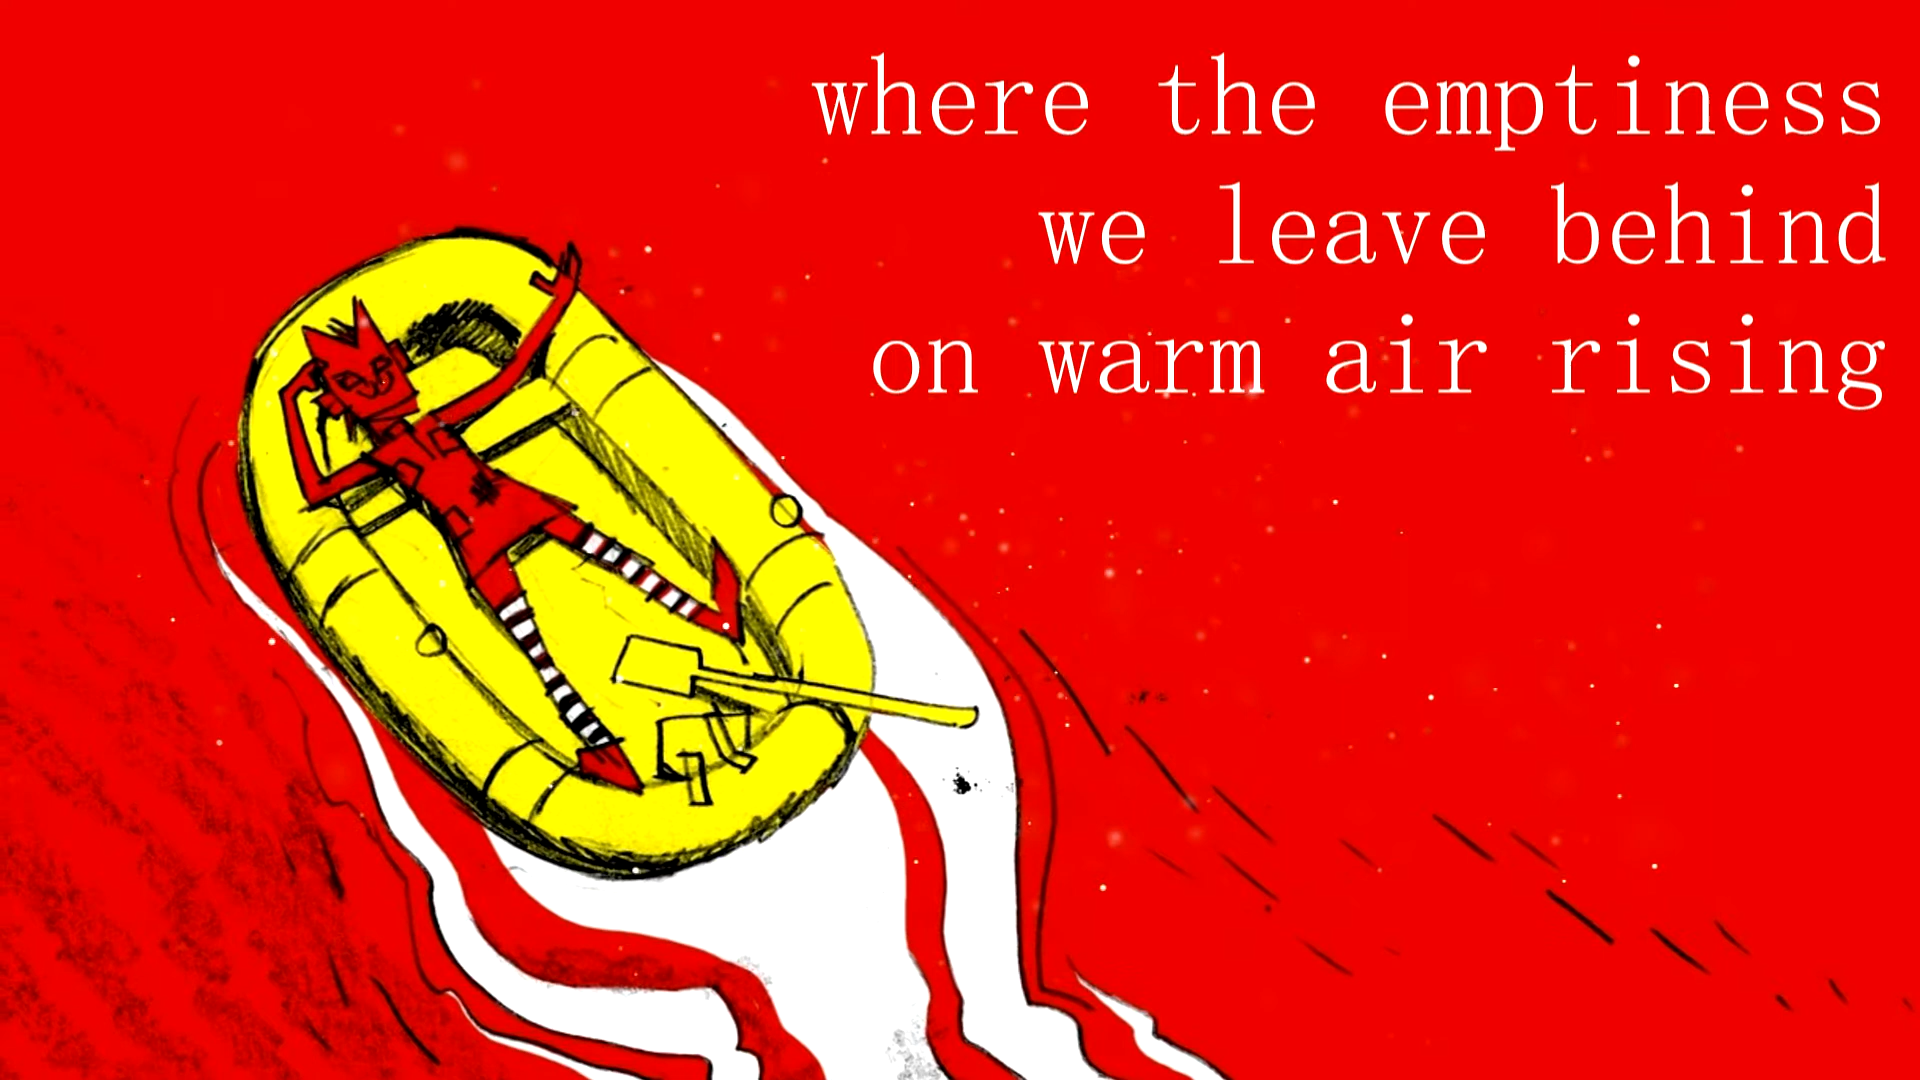 where the emptiness
we leave behind
on warm air rising